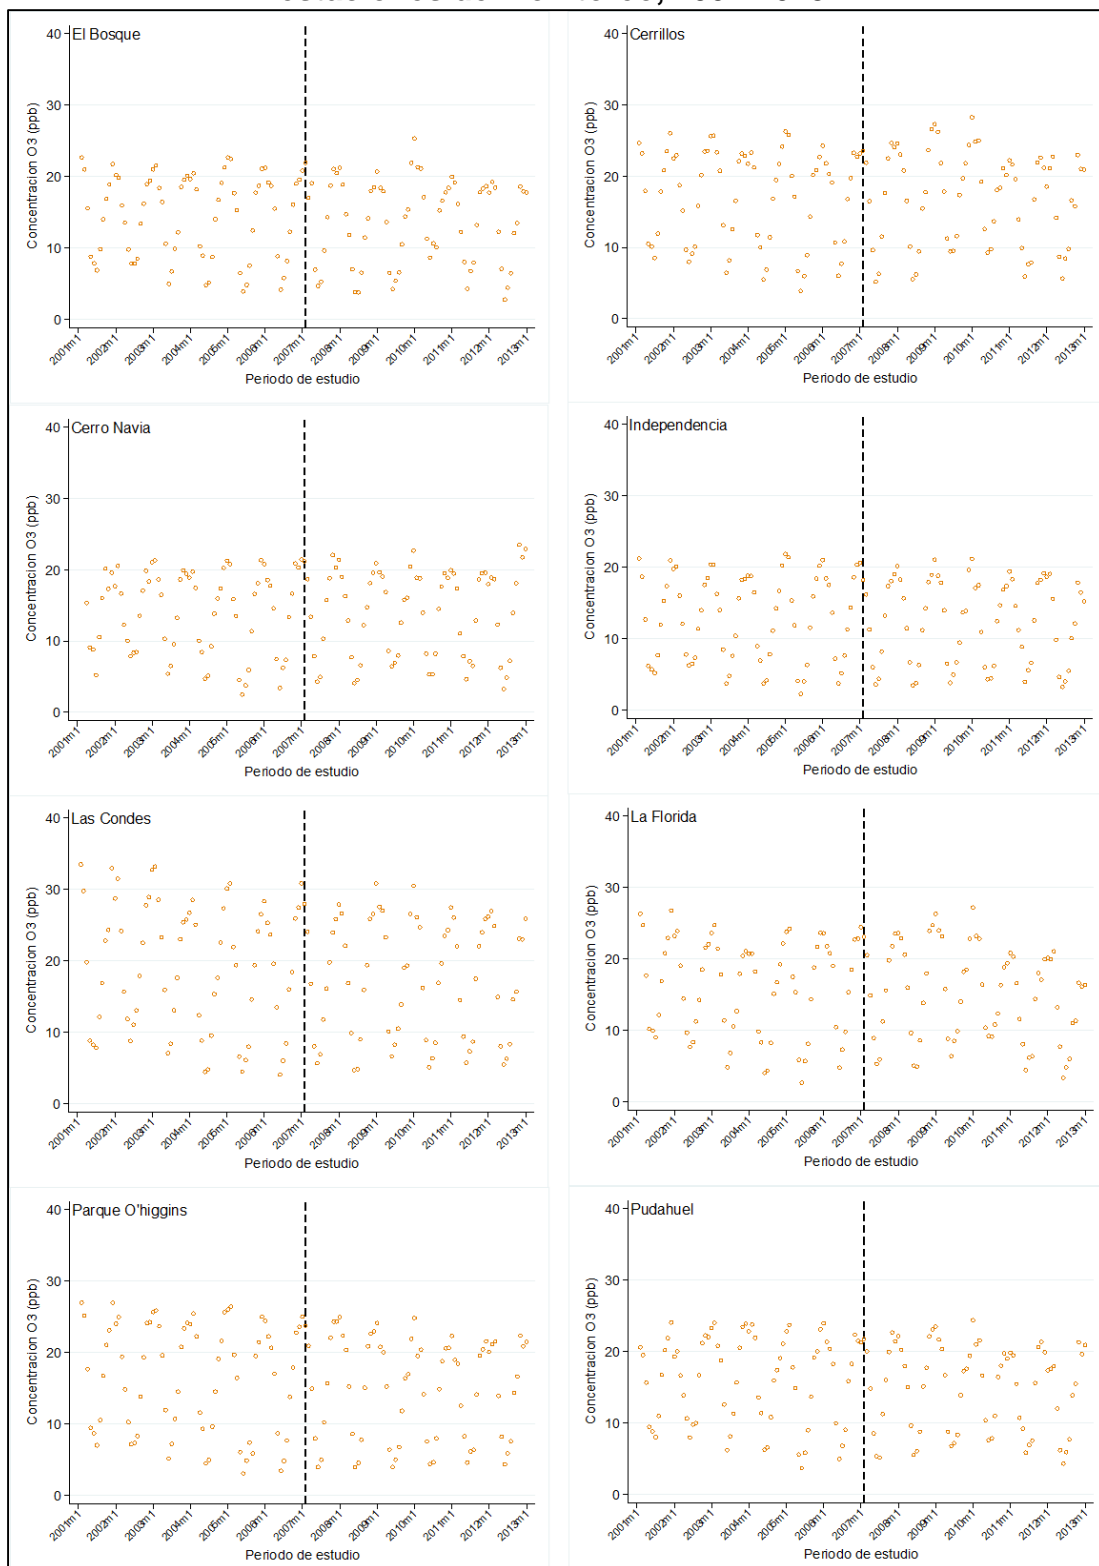 40 El Bosque
30
20
10
0
Concentracion O3 (ppb)
2001m1 2002m1 2003m1 2004m1 2005m1 2006m1 2007m1 2008m1 2009m1 2010m1 2011m1 2012m1 2013m1
Periodo de estudio
40 Cerrillos
30
20
10
0
Concentracion O3 (ppb)
2001m1 2002m1 2003m1 2004m1 2005m1 2006m1 2007m1 2008m1 2009m1 2010m1 2011m1 2012m1 2013m1
Periodo de estudio
40 Cerro Navia
30
20
10
0
Concentracion O3 (ppb)
2001m1 2002m1 2003m1 2004m1 2005m1 2006m1 2007m1 2008m1 2009m1 2010m1 2011m1 2012m1 2013m1
Periodo de estudio
40 Independencia
30
20
10
0
Concentracion O3 (ppb)
2001m1 2002m1 2003m1 2004m1 2005m1 2006m1 2007m1 2008m1 2009m1 2010m1 2011m1 2012m1 2013m1
Periodo de estudio
40 Las Condes
30
20
10
0
Concentracion O3 (ppb)
2001m1 2002m1 2003m1 2004m1 2005m1 2006m1 2007m1 2008m1 2009m1 2010m1 2011m1 2012m1 2013m1
Periodo de estudio
40 La Florida
30
20
10
0
Concentracion O3 (ppb)
2001m1 2002m1 2003m1 2004m1 2005m1 2006m1 2007m1 2008m1 2009m1 2010m1 2011m1 2012m1 2013m1
Periodo de estudio
40 Parque O'higgins
30
20
10
0
Concentracion O3 (ppb)
2001m1 2002m1 2003m1 2004m1 2005m1 2006m1 2007m1 2008m1 2009m1 2010m1 2011m1 2012m1 2013m1
Periodo de estudio
40 Pudahuel
30
20
10
0
Concentracion O3 (ppb)
2001m1 2002m1 2003m1 2004m1 2005m1 2006m1 2007m1 2008m1 2009m1 2010m1 2011m1 2012m1 2013m1
Periodo de estudio